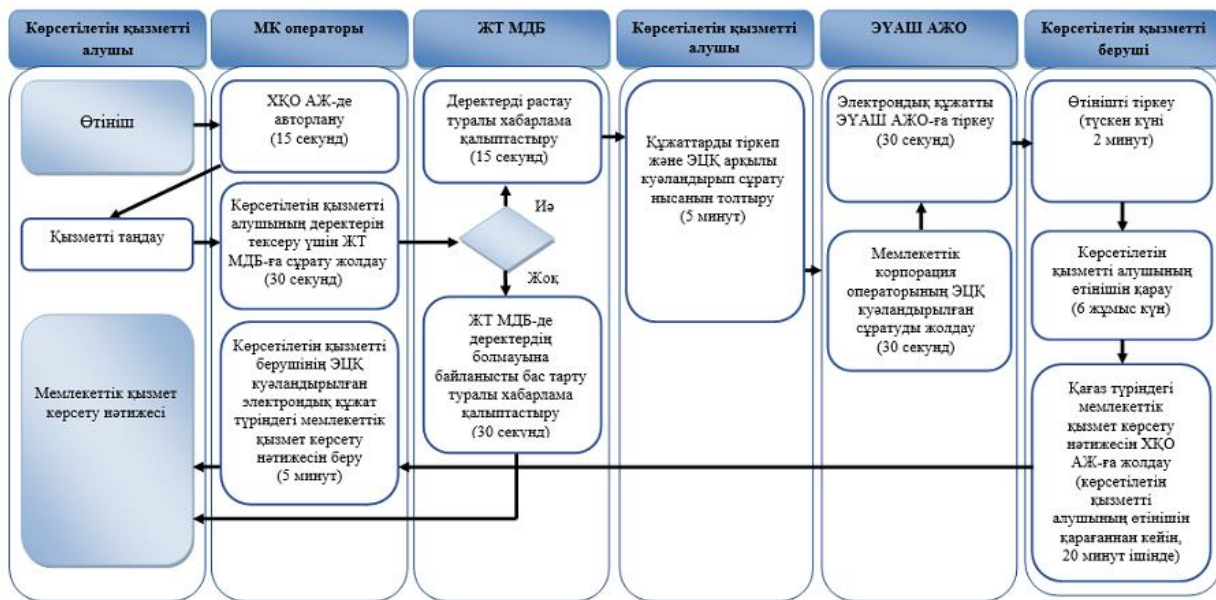 Көрсетілетін қызметті
алушы
МК операторы
ЖТ МДБ
Көрсетілетін қызметті
алушы
ЭҮАШ АЖО
Көрсетілетін қызметті
беруші
Өтініш
ХҚО АЖ-де
авторлану
(15 секунд)
Деректерді растау
туралы хабарлама
қалыптастыру
(15 секунд)
Құжаттарды тіркеп
және ЭЦҚ арқылы
куәландырып сұрату
нысанын толтыру
(5 минут)
Электрондық құжатты
ЭҮАШ АЖО-ға тіркеу
(30 секунд)
Өтінішті тіркеу
(түскен күні
2 минут)
Қызметті таңдау
Көрсетілетін қызметті
алушының деректерін
тексеру үшін ЖТ
МДБ-ға сұрату жолдау
(30 секунд)
Иә
Жоқ
Мемлекеттік
корпорация
операторының ЭЦҚ
куәландырылған
сұратуды жолдау
(30 секунд)
Көрсетілетін
қызметті алушының
өтінішін қарау
(6 жұмыс күн)
Мемлекеттік қызмет
көрсету нәтижесі
Көрсетілетін қызметті
берушінің ЭЦҚ
куәландырылған
электрондық құжат
түріндегі мемлекеттік
қызмет көрсету
нәтижесін беру
(5 минут)
ЖТ МДБ-де
деректердің
болмауына
байланысты бас тарту
туралы хабарлама
қалыптастыру
(30 секунд)
Қағаз түріндегі
мемлекеттік
қызмет көрсету
нәтижесін ХҚО
АЖ-ға жолдау
(көрсетілетін
қызметті
алушының өтінішін
қарағаннан кейін,
20 минут ішінде)